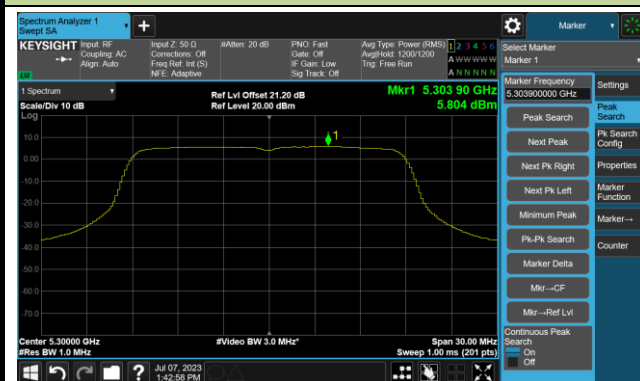 Spectrum Analyzer 1
Swept SA
KEYSIGHT
Input: RF
Coupling: AC
Align: Auto
Input Z: 50 Ω
Corrections: Off
Freq Ref: Int (S)
NFE: Adaptive
#Atten: 20 dB
PNO: Fast
Gate: Off
IF Gain: Low
Sig Track: Off
Avg Type: Power (RMS)
Avg|Hold: 1200/1200
Trig: Free Run
1 2 3 4 5 6
A W W W W W
A N N N N N
1 Spectrum
Scale/Div 10 dB
Log
Ref Lvl Offset 21.20 dB
Ref Level 20.00 dBm
Mkr1 5.303 90 GHz
5.804 dBm
1
10.0
0.00
-10.0
-20.0
-30.0
-40.0
-50.0
-60.0
-70.0
Center 5.30000 GHz
#Res BW 1.0 MHz
#Video BW 3.0 MHz*
Span 30.00 MHz
Sweep 1.00 ms (201 pts)
Jul 07, 2023
1:42:58 PM
Marker
Select Marker
Marker 1
Marker Frequency
5.303900000 GHz
Peak Search
Next Peak
Next Pk Right
Next Pk Left
Minimum Peak
Pk-Pk Search
Marker Delta
Mkr→CF
Mkr→Ref Lvl
Continuous Peak
Search
On
Off
Settings
Peak
Search
Pk Search
Config
Properties
Marker
Function
Marker→
Counter